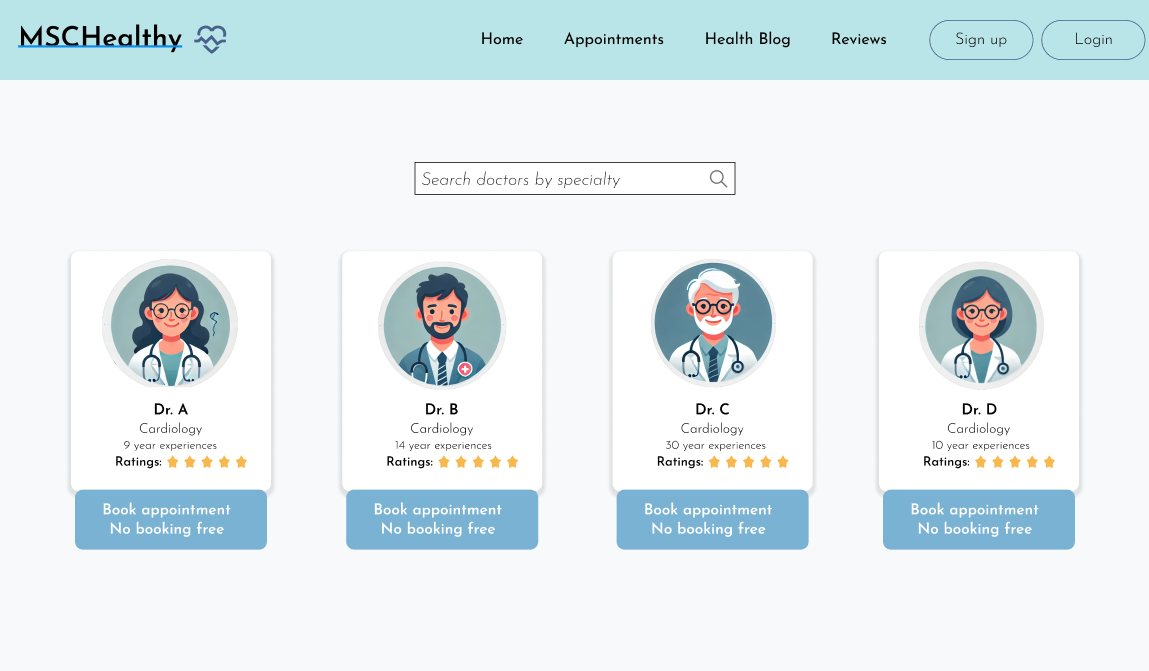 MSCHealthy
Home
Appointments
Health Blog
Reviews
Sign up
Login
Search doctors by specialty
Dr. A
Cardiology
9 year experiences
Ratings:
Book appointment
No booking free
Dr. B
Cardiology
14 year experiences
Ratings:
Book appointment
No booking free
Dr. C
Cardiology
30 year experiences
Ratings:
Book appointment
No booking free
Dr. D
Cardiology
10 year experiences
Ratings:
Book appointment
No booking free